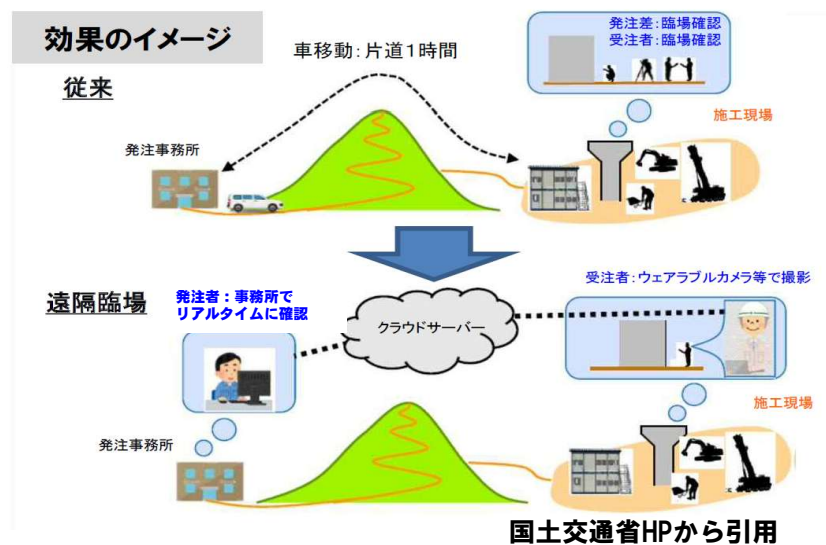 効果のイメージ
従来
車移動：片道１時間
発注差：臨場確認
受注者：臨場確認
施工現場
発注事務所
遠隔臨場
発注者：事務所で
リアルタイムに確認
クラウドサーバー
受注者：ウェアラブルカメラ等で撮影
施工現場
発注事務所
国土交通省HPから引用